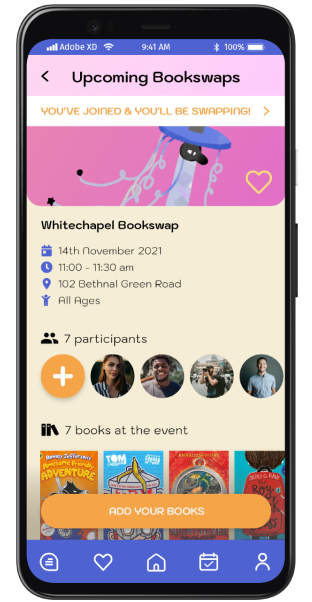 Adobe XD
9:41 AM
100%
Upcoming Bookswaps
YOU'VE JOINED & YOU'LL BE SWAPPING!
Whitechapel Bookswap
14th November 2021
11:00 - 11:30 am
102 Bethnal Green Road
All Ages
7 participants
7 books at the event
Awesome Friendly
ADVENTURE
TOM
THE
BOY
ADD YOUR BOOKS